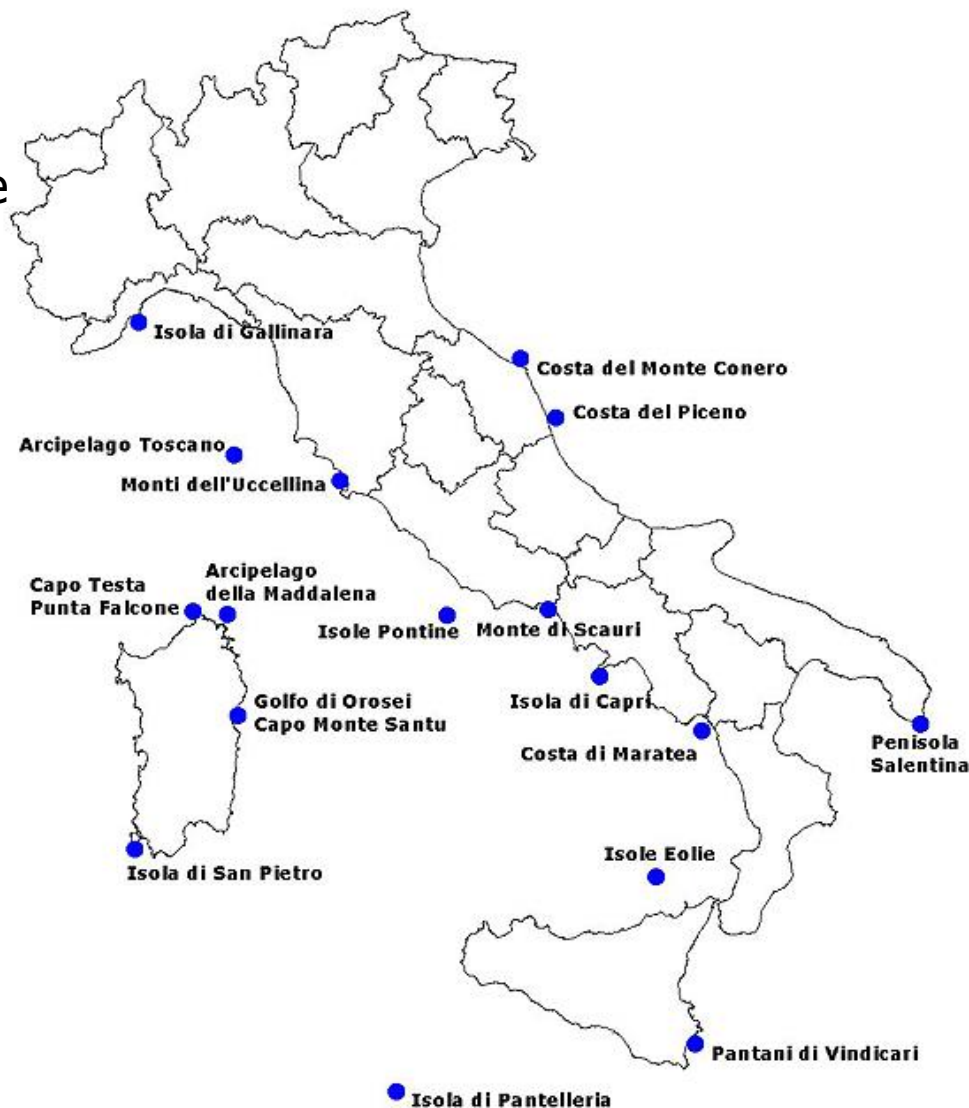 e
Isola di Gallinara
Costa del Monte Conero
Costa del Piceno
Arcipelago Toscano
Monti dell'Uccellina
Capo Testa
Punta Falcone
Arcipelago
della Maddalena
Isole Pontine
Monte di Scauri
Golfo di Orosei
Capo Monte Santu
Isola di Capri
Costa di Maratea
Penisola
Salentina
Isola di San Pietro
Isole Eolie
Pantani di Vindicari
Isola di Pantelleria